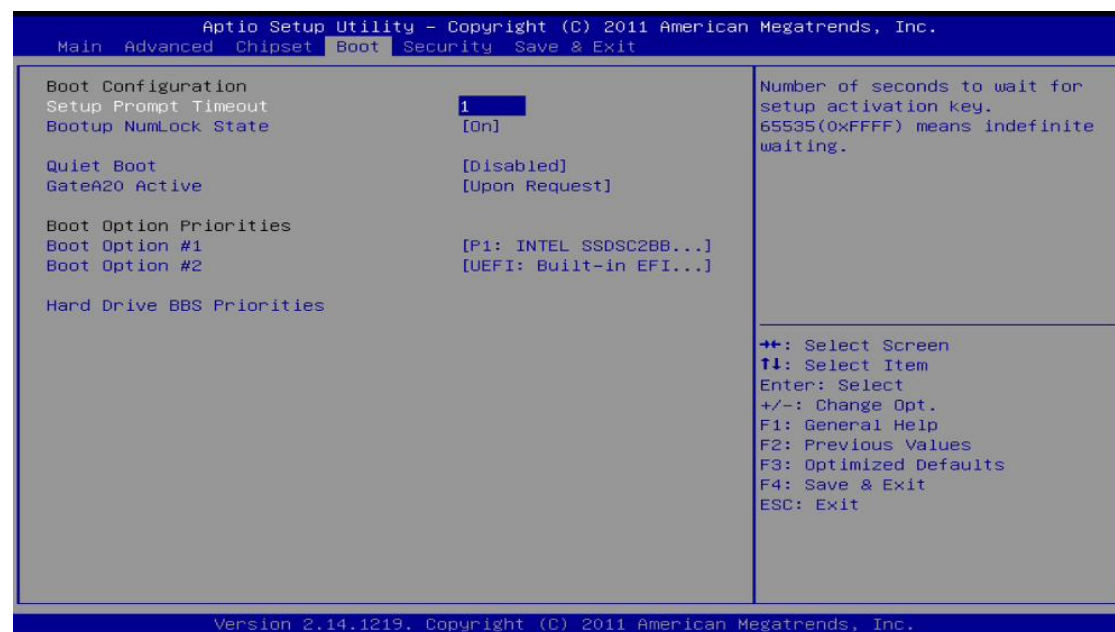 Aptio Setup Utility – Copyright (C) 2011 American Megatrends, Inc.
Main Advanced Chipset Boot Security Save & Exit
Boot Configuration
Setup Prompt Timeout 1
Bootup NumLock State [On]
Quiet Boot [Disabled]
GateA20 Active [Upon Request]
Boot Option Priorities
Boot Option #1 [P1: INTEL SSDSC2BB...]
Boot Option #2 [UEFI: Built-in EFI...]
Hard Drive BBS Priorities
Number of seconds to wait for
setup activation key.
65535(0xFFFF) means indefinite
waiting.
→←: Select Screen
↑↓: Select Item
Enter: Select
+/-: Change Opt.
F1: General Help
F2: Previous Values
F3: Optimized Defaults
F4: Save & Exit
ESC: Exit
Version 2.14.1219. Copyright (C) 2011 American Megatrends, Inc.